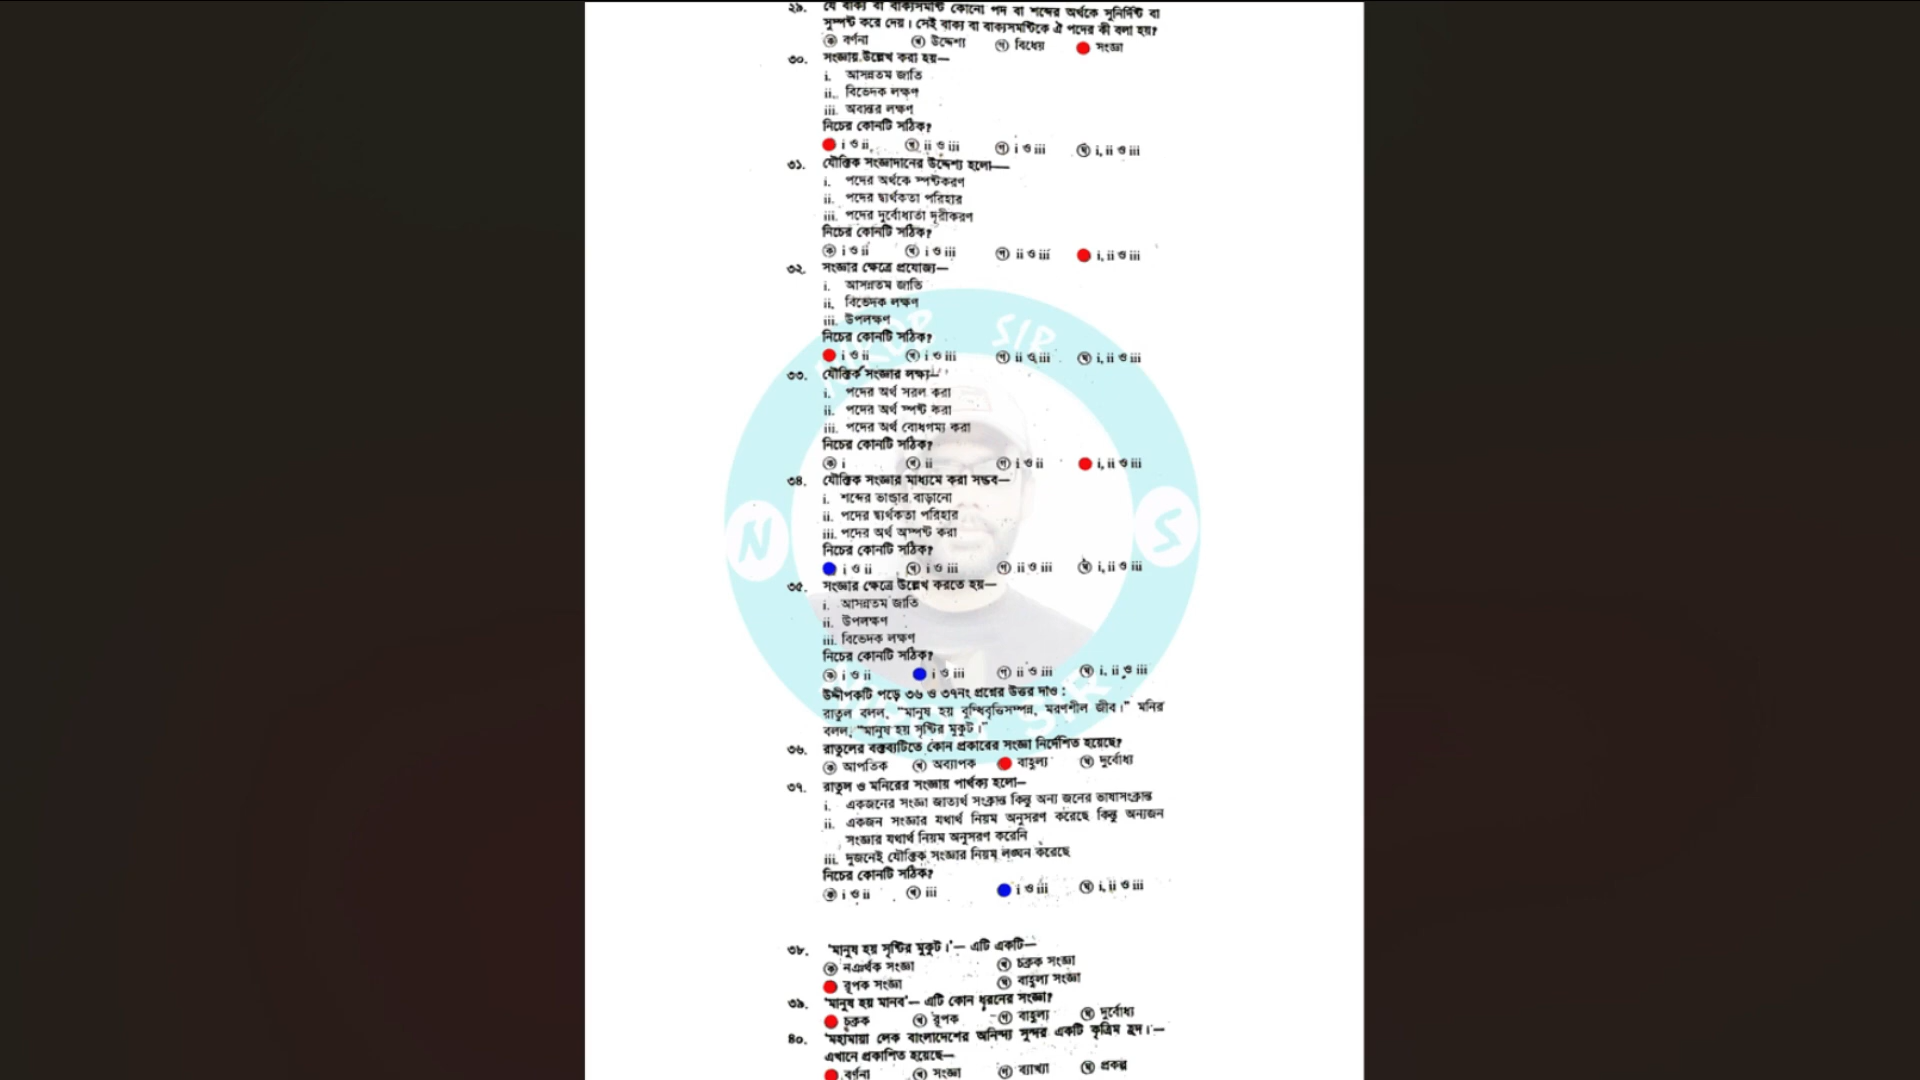 ২৯. যে বাক্য বা বাক্যসমষ্টি কোনো পদ বা শব্দের অর্থকে সুনির্দিষ্ট বা
সুস্পষ্ট করে দেয়। সেই বাক্য বা বাক্যসমষ্টিকে ঐ পদের কী বলা হয়?
ক বর্ণনা খ উদ্দেশ্য গ বিধেয় সংজ্ঞা
৩০. সংজ্ঞায় উল্লেখ করা হয়—
i. আসন্নতম জাতি
ii. বিভেদক লক্ষণ
iii. অবান্তর লক্ষণ
নিচের কোনটি সঠিক?
i ও ii খ ii ও iii গ i ও iii ঘ i, ii ও iii
৩১. যৌক্তিক সংজ্ঞাদানের উদ্দেশ্য হলো—
i. পদের অর্থকে স্পষ্টকরণ
ii. পদের দ্ব্যর্থকতা পরিহার
iii. পদের দুর্বোধ্যতা দূরীকরণ
নিচের কোনটি সঠিক?
ক i ও ii খ i ও iii গ ii ও iii i, ii ও iii
৩২. সংজ্ঞার ক্ষেত্রে প্রযোজ্য—
i. আসন্নতম জাতি
ii. বিভেদক লক্ষণ
iii. উপলক্ষণ
নিচের কোনটি সঠিক?
i ও ii খ i ও iii গ ii ও iii ঘ i, ii ও iii
৩৩. যৌক্তিক সংজ্ঞার লক্ষ্য—
i. পদের অর্থ সরল করা
ii. পদের অর্থ স্পষ্ট করা
iii. পদের অর্থ বোধগম্য করা
নিচের কোনটি সঠিক?
ক i খ ii গ i ও ii i, ii ও iii
৩৪. যৌক্তিক সংজ্ঞার মাধ্যমে করা সম্ভব—
i. শব্দের ভাণ্ডার বাড়ানো
ii. পদের দ্ব্যর্থকতা পরিহার
iii. পদের অর্থ অস্পষ্ট করা
নিচের কোনটি সঠিক?
i ও ii খ i ও iii গ ii ও iii ঘ i, ii ও iii
৩৫. সংজ্ঞার ক্ষেত্রে উল্লেখ করতে হয়—
i. আসন্নতম জাতি
ii. উপলক্ষণ
iii. বিভেদক লক্ষণ
নিচের কোনটি সঠিক?
ক i ও ii i ও iii গ ii ও iii ঘ i, ii ও iii
উদ্দীপকটি পড়ে ৩৬ ও ৩৭নং প্রশ্নের উত্তর দাও :
রাতুল বলল, “মানুষ হয় বুদ্ধিবৃত্তিসম্পন্ন, মরণশীল জীব।” মনির
বলল, “মানুষ হয় সৃষ্টির মুকুট।”
৩৬. রাতুলের বক্তব্যটিতে কোন প্রকারের সংজ্ঞা নির্দেশিত হয়েছে?
ক আপতিক খ অব্যাপক বাহুল্য ঘ দুর্বোধ্য
৩৭. রাতুল ও মনিরের সংজ্ঞায় পার্থক্য হলো—
i. একজনের সংজ্ঞা জাত্যর্থ সংক্রান্ত কিন্তু অন্য জনের ভাষাসংক্রান্ত
ii. একজন সংজ্ঞার যথার্থ নিয়ম অনুসরণ করেছে কিন্তু অন্যজন
সংজ্ঞার যথার্থ নিয়ম অনুসরণ করেনি
iii. দুজনেই যৌক্তিক সংজ্ঞার নিয়ম লঙ্ঘন করেছে
নিচের কোনটি সঠিক?
ক i ও ii খ iii i ও iii ঘ i, ii ও iii
৩৮. ‘মানুষ হয় সৃষ্টির মুকুট।’— এটি একটি—
ক নঞর্থক সংজ্ঞা খ চক্রক সংজ্ঞা
রূপক সংজ্ঞা ঘ বাহুল্য সংজ্ঞা
৩৯. ‘মানুষ হয় মানব’— এটি কোন ধরনের সংজ্ঞা?
চক্রক খ রূপক গ বাহুল্য ঘ দুর্বোধ্য
৪০. ‘মহামায়া লেক বাংলাদেশের অনিন্দ্য সুন্দর একটি কৃত্রিম হ্রদ।’—
এখানে প্রকাশিত হয়েছে—
বর্ণনা খ সংজ্ঞা গ ব্যাখ্যা ঘ প্রকল্প
SIR
N
S